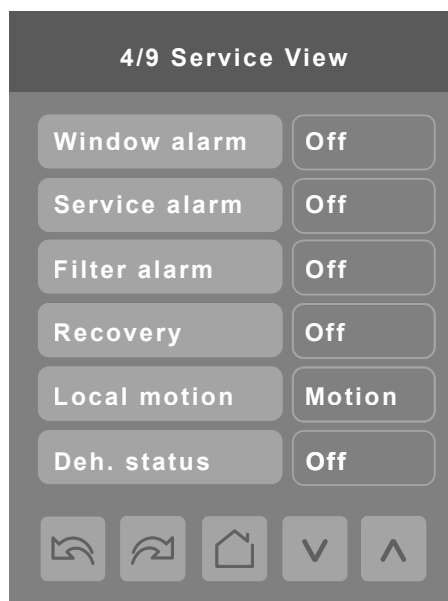 4/9 Service View
Window alarm Off
Service alarm Off
Filter alarm Off
Recovery Off
Local motion Motion
Deh. status Off